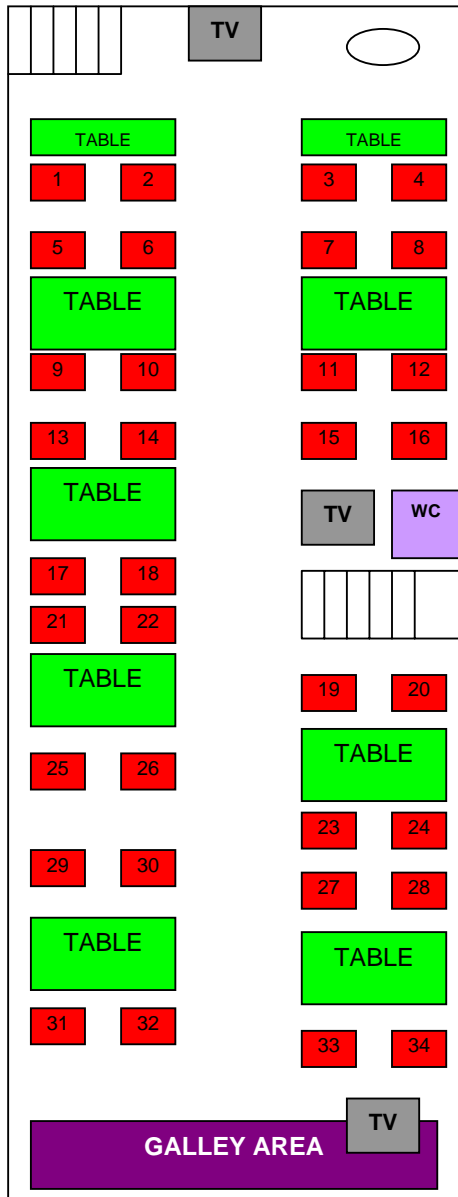 TV
TABLE TABLE
1 2 3 4
5 6 7 8
TABLE TABLE
9 10 11 12
13 14 15 16
TABLE
TV WC
17 18
21 22
TABLE
19 20
TABLE
25 26
23 24
29 30 27 28
TABLE TABLE
31 32
33 34
TV
GALLEY AREA